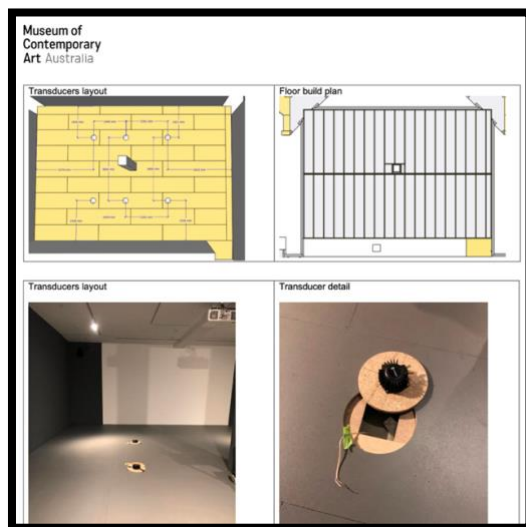 Museum of
Contemporary
Art Australia
Transducers layout
Floor build plan
Transducers layout
Transducer detail